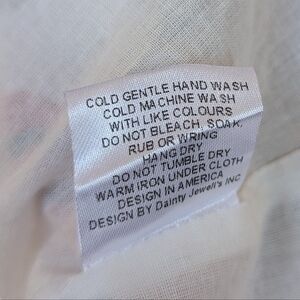 COLD GENTLE HAND WASH
COLD MACHINE WASH
WITH LIKE COLOURS
DO NOT BLEACH, SOAK,
RUB OR WRING
HANG DRY
DO NOT TUMBLE DRY
WARM IRON UNDER CLOTH
DESIGN IN AMERICA
DESIGN BY Dainty Jewell's INC